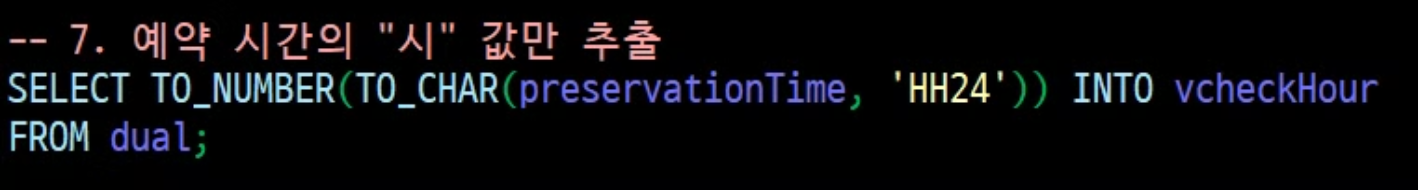 -- 7. 예약 시간의 "시" 값만 추출
SELECT TO_NUMBER(TO_CHAR(preservationTime, 'HH24')) INTO vcheckHour
FROM dual;